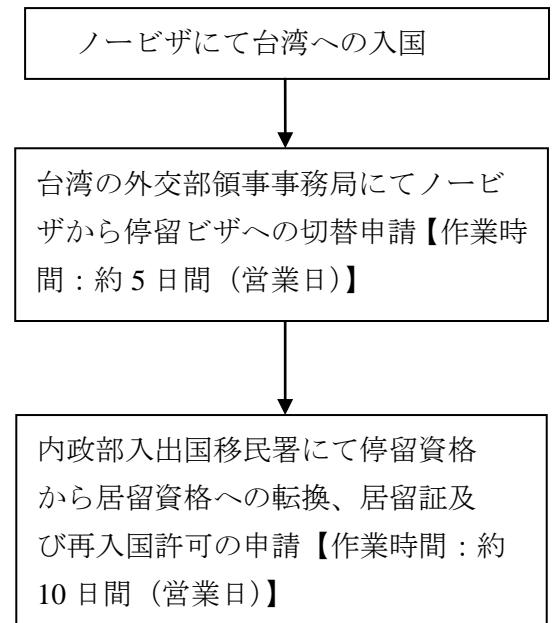 ノービザにて台湾への入国
台湾の外交部領事事務局にてノービ
ザから停留ビザへの切替申請【作業時
間：約 5 日間（営業日）】
内政部入出国移民署にて停留資格
から居留資格への転換、居留証及
び再入国許可の申請【作業時間：約
10 日間（営業日）】